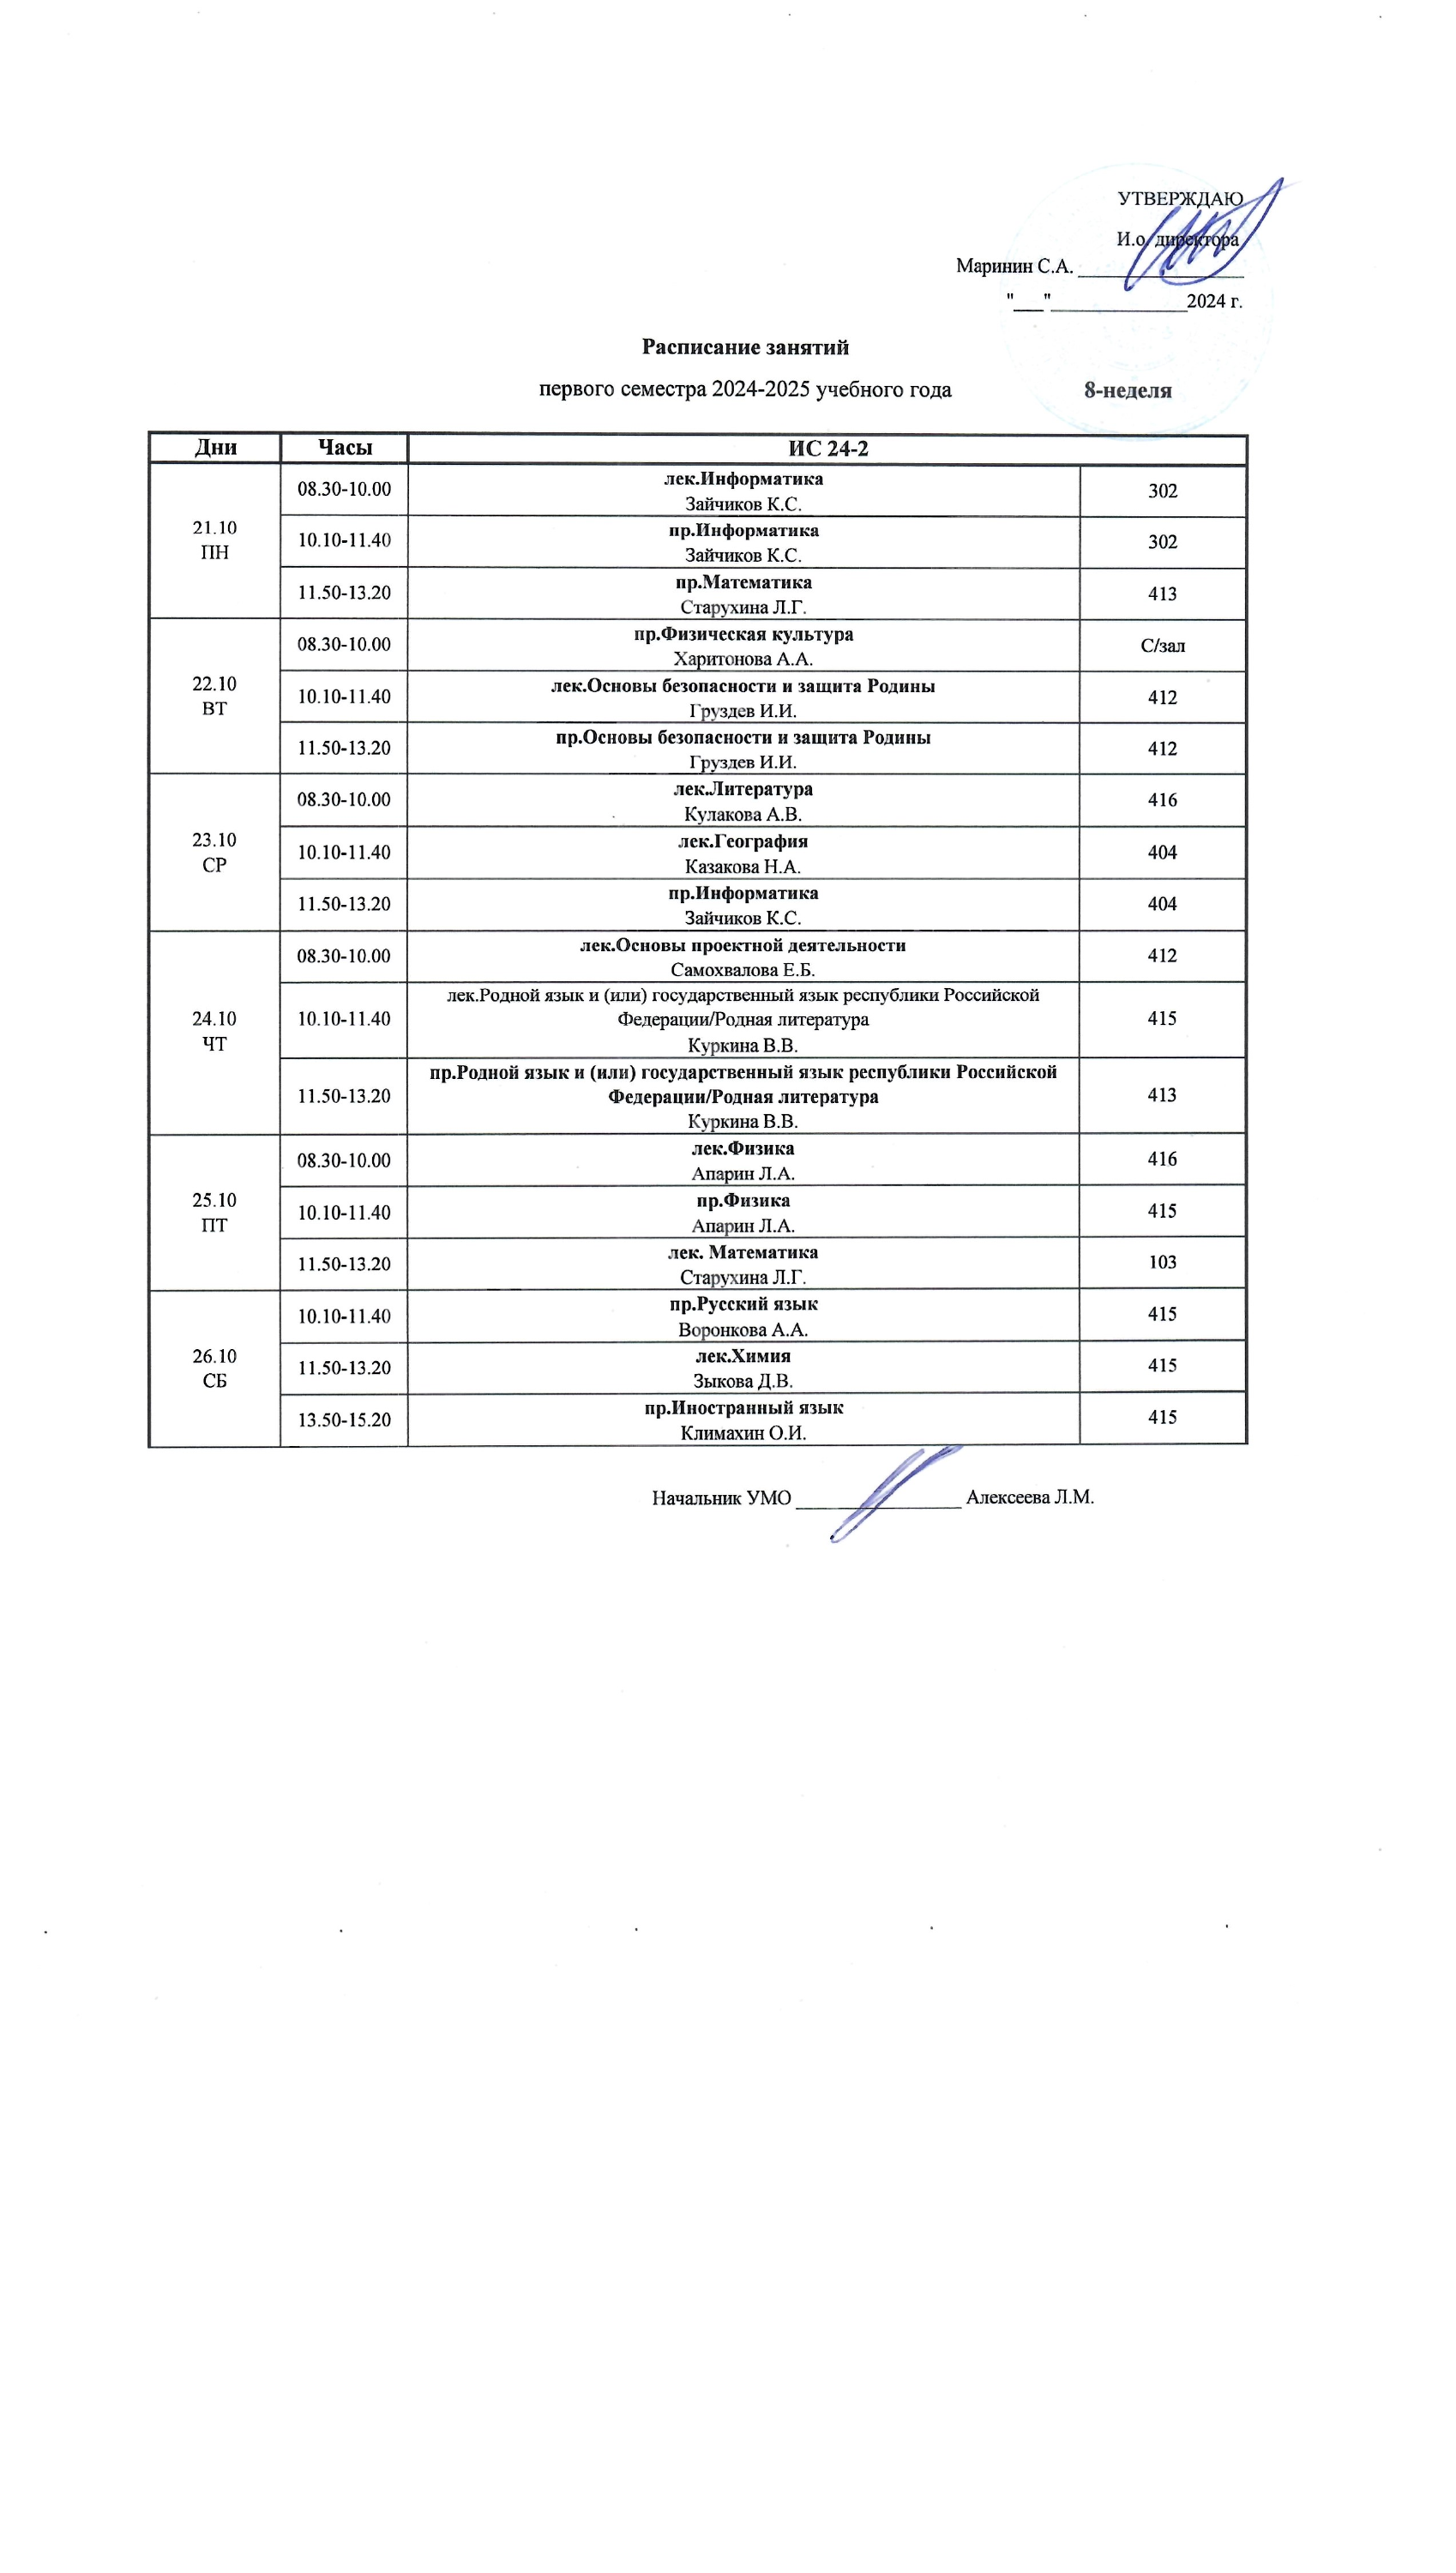 УТВЕРЖДАЮ
И.о. директора
Маринин С.А. ________________
"___"______________2024 г.
Расписание занятий
первого семестра 2024-2025 учебного года 8-неделя
Дни Часы ИС 24-2
21.10
ПН
08.30-10.00 лек.Информатика
Зайчиков К.С. 302
10.10-11.40 пр.Информатика
Зайчиков К.С. 302
11.50-13.20 пр.Математика
Старухина Л.Г. 413
22.10
ВТ
08.30-10.00 пр.Физическая культура
Харитонова А.А. С/зал
10.10-11.40 лек.Основы безопасности и защита Родины
Груздев И.И. 412
11.50-13.20 пр.Основы безопасности и защита Родины
Груздев И.И. 412
23.10
СР
08.30-10.00 лек.Литература
Кулакова А.В. 416
10.10-11.40 лек.География
Казакова Н.А. 404
11.50-13.20 пр.Информатика
Зайчиков К.С. 404
24.10
ЧТ
08.30-10.00 лек.Основы проектной деятельности
Самохвалова Е.Б. 412
10.10-11.40 лек.Родной язык и (или) государственный язык республики Российской
Федерации/Родная литература
Куркина В.В. 415
11.50-13.20 пр.Родной язык и (или) государственный язык республики Российской
Федерации/Родная литература
Куркина В.В. 413
25.10
ПТ
08.30-10.00 лек.Физика
Апарин Л.А. 416
10.10-11.40 пр.Физика
Апарин Л.А. 415
11.50-13.20 лек. Математика
Старухина Л.Г. 103
26.10
СБ
10.10-11.40 пр.Русский язык
Воронкова А.А. 415
11.50-13.20 лек.Химия
Зыкова Д.В. 415
13.50-15.20 пр.Иностранный язык
Климахин О.И. 415
Начальник УМО ________________ Алексеева Л.М.